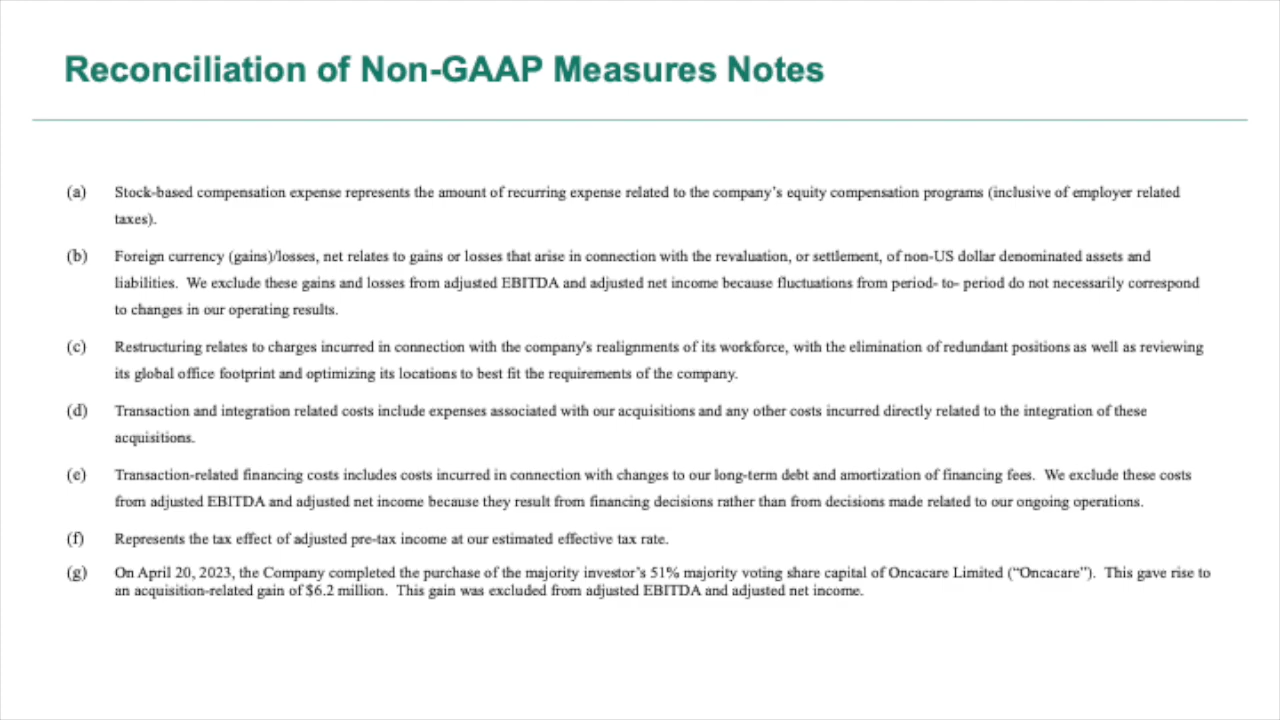 Reconciliation of Non-GAAP Measures Notes
(a) Stock-based compensation expense represents the amount of recurring expense related to the company's equity compensation programs (inclusive of employer related
taxes).
(b) Foreign currency (gains)/losses, net relates to gains or losses that arise in connection with the revaluation, or settlement, of non-US dollar denominated assets and
liabilities.  We exclude these gains and losses from adjusted EBITDA and adjusted net income because fluctuations from period- to- period do not necessarily correspond
to changes in our operating results.
(c) Restructuring relates to charges incurred in connection with the company's realignments of its workforce, with the elimination of redundant positions as well as reviewing
its global office footprint and optimizing its locations to best fit the requirements of the company.
(d) Transaction and integration related costs include expenses associated with our acquisitions and any other costs incurred directly related to the integration of these
acquisitions.
(e) Transaction-related financing costs includes costs incurred in connection with changes to our long-term debt and amortization of financing fees.  We exclude these costs
from adjusted EBITDA and adjusted net income because they result from financing decisions rather than from decisions made related to our ongoing operations.
(f) Represents the tax effect of adjusted pre-tax income at our estimated effective tax rate.
(g) On April 20, 2023, the Company completed the purchase of the majority investor's 51% majority voting share capital of Oncacare Limited (“Oncacare”).  This gave rise to
an acquisition-related gain of $6.2 million.  This gain was excluded from adjusted EBITDA and adjusted net income.